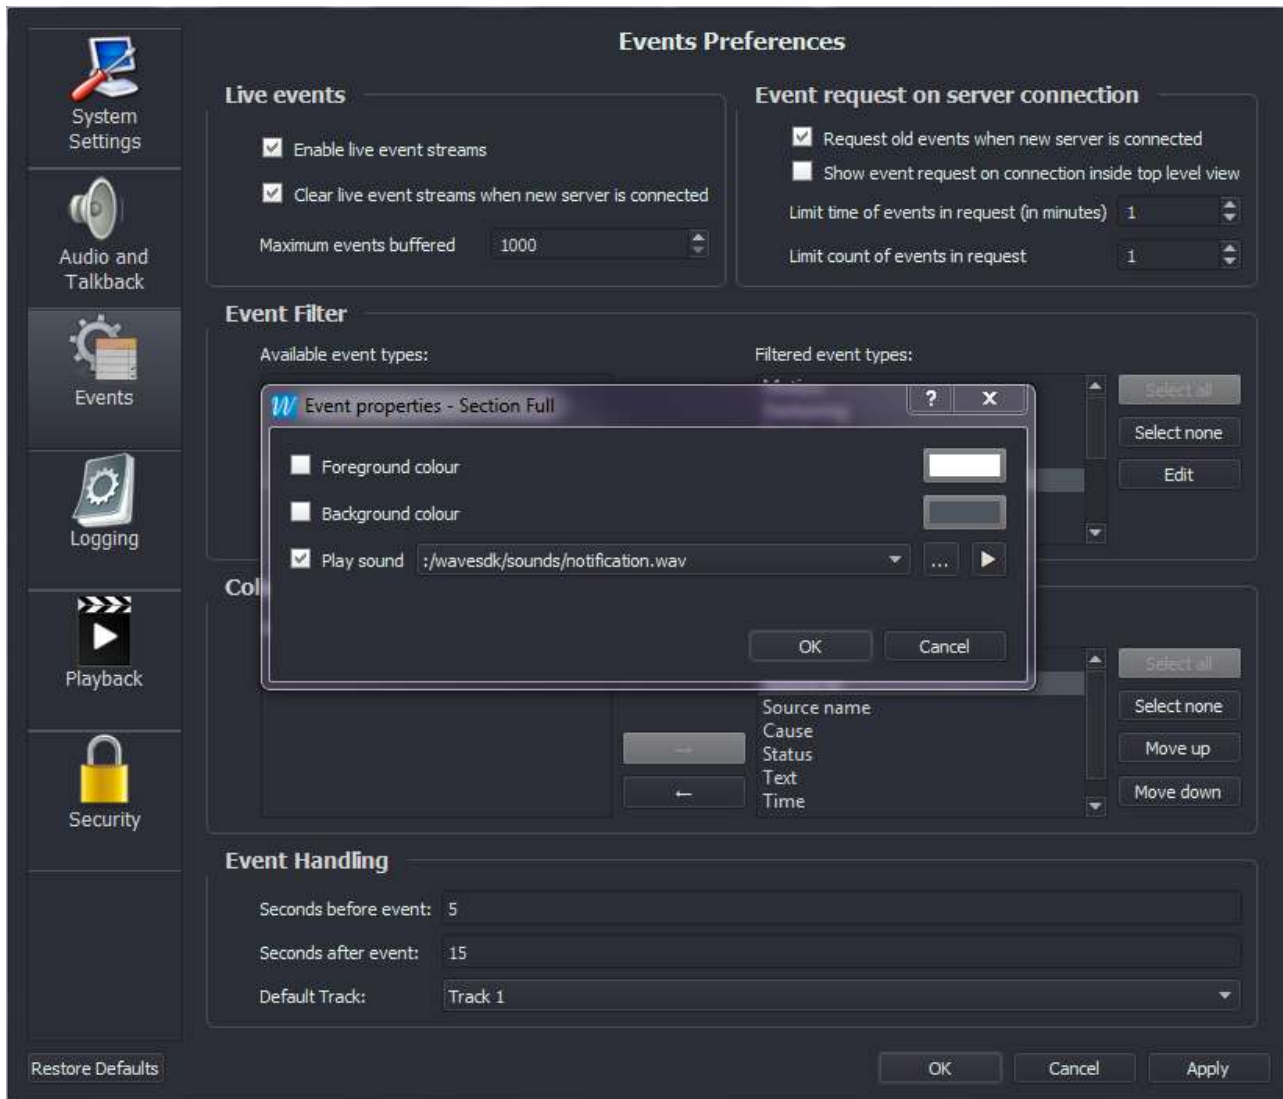 Events Preferences
System
Settings
Audio and
Talkback
Events
Logging
Playback
Security
Live events
Enable live event streams
Clear live event streams when new server is connected
Maximum events buffered 1000
Event request on server connection
Request old events when new server is connected
Show event request on connection inside top level view
Limit time of events in request (in minutes) 1
Limit count of events in request 1
Event Filter
Available event types:
Filtered event types:
Select all
Select none
Edit
W Event properties - Section Full ? X
Foreground colour
Background colour
Play sound :/wavesdk/sounds/notification.wav ...
OK Cancel
Col
Source name
Cause
Status
Text
Time
→
←
Select all
Select none
Move up
Move down
Event Handling
Seconds before event: 5
Seconds after event: 15
Default Track: Track 1
Restore Defaults OK Cancel Apply